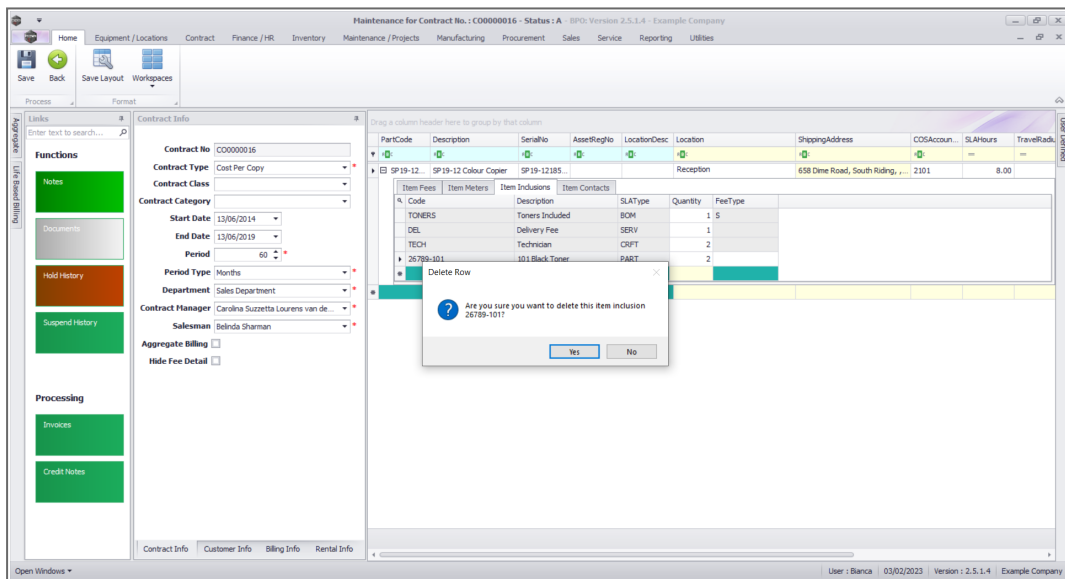 Maintenance for Contract No. : CO0000016 - Status : A - BPO: Version 2.5.1.4 - Example Company
Home Equipment / Locations Contract Finance / HR Inventory Maintenance / Projects Manufacturing Procurement Sales Service Reporting Utilities
Save Back Save Layout Workspaces
Process Format
Aggregate
Life Based Billing
Links
Enter text to search...
Functions
Notes
Documents
Hold History
Suspend History
Processing
Invoices
Credit Notes
Contract Info
Contract No CO0000016
Contract Type Cost Per Copy *
Contract Class
Contract Category
Start Date 13/06/2014
End Date 13/06/2019
Period 60 *
Period Type Months *
Department Sales Department *
Contract Manager Carolina Suzzetta Lourens van de... *
Salesman Belinda Sharman *
Aggregate Billing
Hide Fee Detail
Contract Info Customer Info Billing Info Rental Info
Drag a column header here to group by that column
PartCode Description SerialNo AssetRegNo LocationDesc Location ShippingAddress COSAccoun... SLAHours TravelRadiu
SP19-12... SP19-12 Colour Copier SP19-12185... Reception 658 Dime Road, South Riding, ,... 2101 8.00
Item Fees Item Meters Item Inclusions Item Contacts
Code Description SLAType Quantity FeeType
TONERS Toners Included BOM 1 S
DEL Delivery Fee SERV 1
TECH Technician CRFT 2
26789-101 101 Black Toner PART 2
Delete Row
Are you sure you want to delete this item inclusion
26789-101?
Yes No
User Defined
Open Windows
User : Bianca 03/02/2023 Version : 2.5.1.4 Example Company